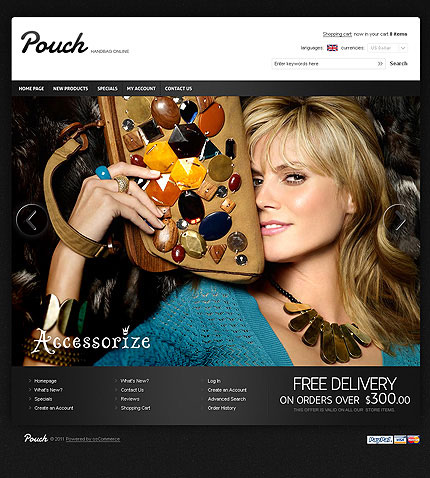 Pouch HANDBAG ONLINE
Shopping cart: now in your cart 0 items
languages: currencies: US Dollar
Enter keywords here Search
HOME PAGE NEW PRODUCTS SPECIALS MY ACCOUNT CONTACT US
Accessorize
Homepage
What's New?
Specials
Create an Account
What's New?
Contact Us
Reviews
Shopping Cart
Log In
Create an Account
Advanced Search
Order History
FREE DELIVERY
ON ORDERS OVER $300.00
THIS OFFER IS VALID ON ALL OUR STORE ITEMS.
Pouch © 2011 Powered by osCommerce
PayPal VISA